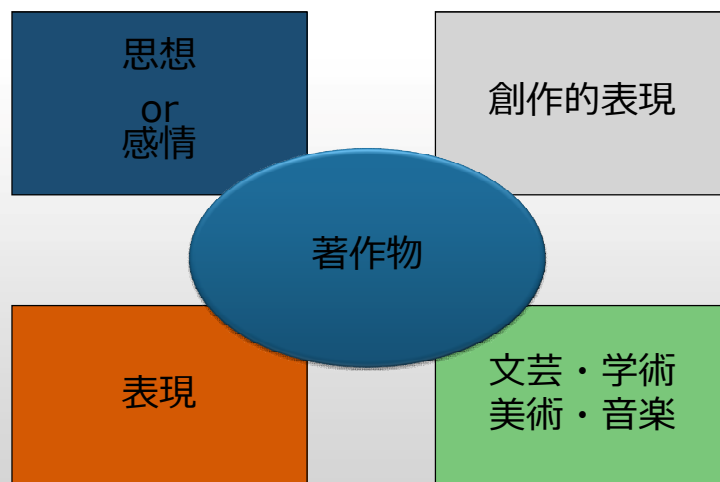 思想
or
感情
創作的表現
著作物
表現
文芸・学術
美術・音楽